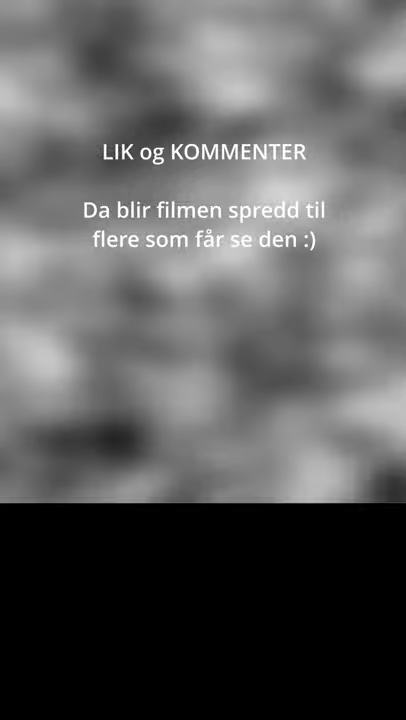 LIK og KOMMENTER
Da blir filmen spredd til
flere som får se den :)